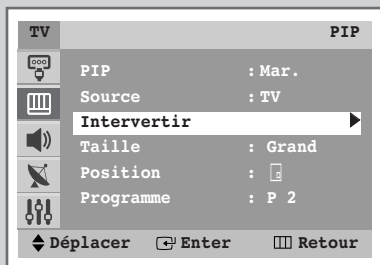 TV PIP
PIP : Mar.
Source : TV
Intervertir
Taille : Grand
Position :
Programme : P 2
Déplacer Enter Retour